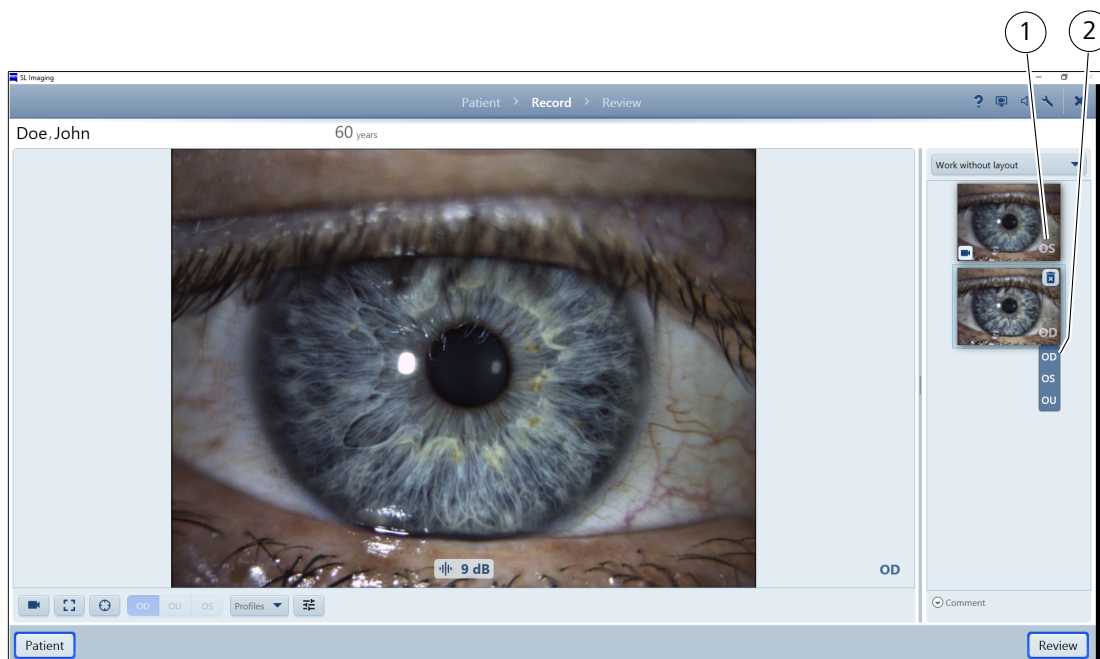 1 2
SL Imaging
Patient > Record > Review
?
Doe, John 60 years
Work without layout
OS
OD
OD
OS
OU
9 dB
OD
OD OU OS Profiles
Comment
Patient Review